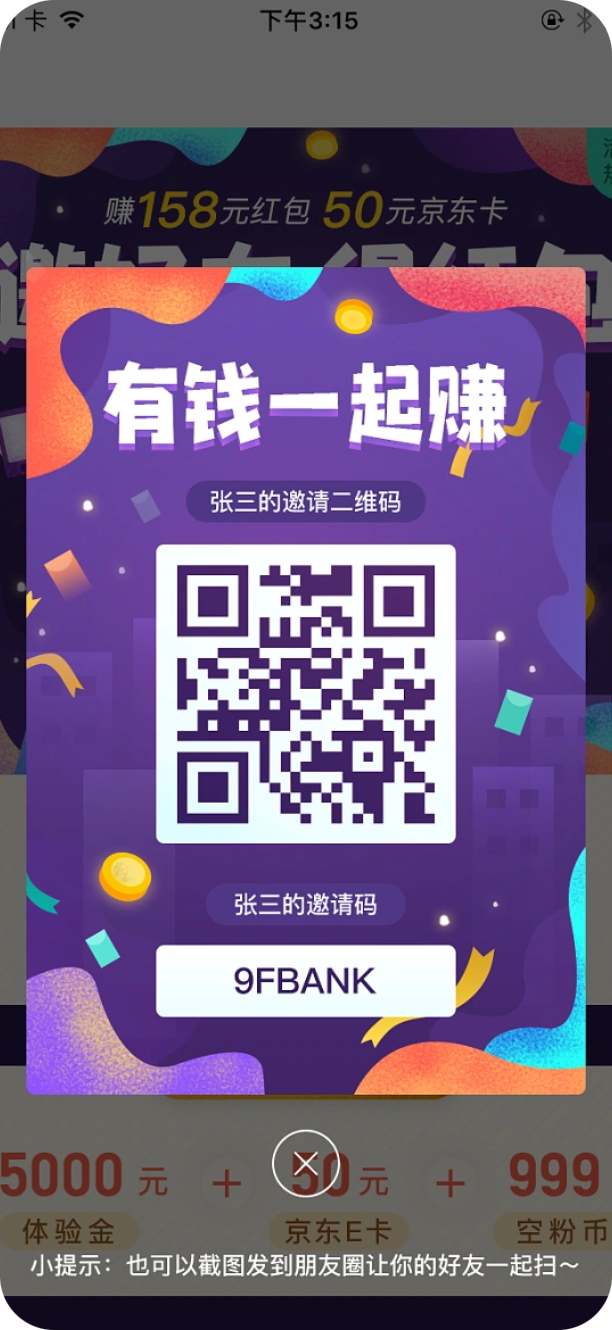 卡
下午3:15
赚158元红包 50元京东卡
有钱一起赚
张三的邀请二维码
张三的邀请码
9FBANK
5000 元 + 50 元 + 999
体验金 京东E卡 空粉币
小提示：也可以截图发到朋友圈让你的好友一起扫～